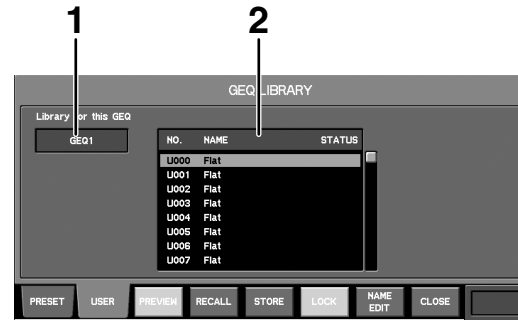 1 2
GEQ LIBRARY
Library for this GEQ
GEQ1
NO. NAME STATUS
U000 Flat
U001 Flat
U002 Flat
U003 Flat
U004 Flat
U005 Flat
U006 Flat
U007 Flat
PRESET USER PREVIEW RECALL STORE LOCK NAME EDIT CLOSE